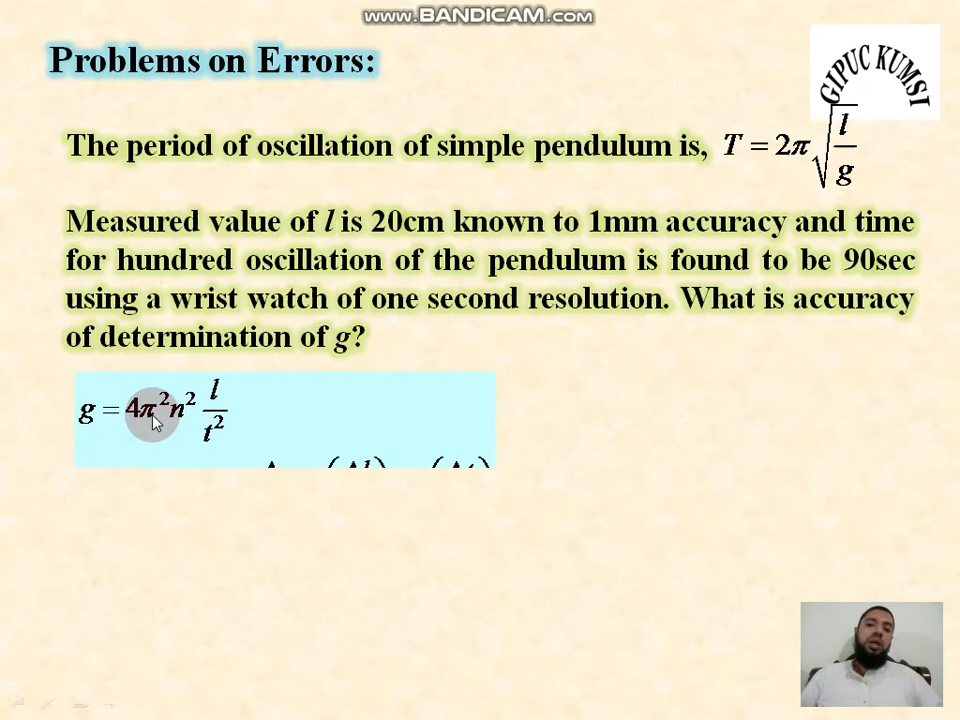 www.BANDICAM.com
Problems on Errors:
GIPUC KUMSI
The period of oscillation of simple pendulum is, T = 2π√(l/g)
Measured value of l is 20cm known to 1mm accuracy and time
for hundred oscillation of the pendulum is found to be 90sec
using a wrist watch of one second resolution. What is accuracy
of determination of g?
g = 4π²n² l/t²